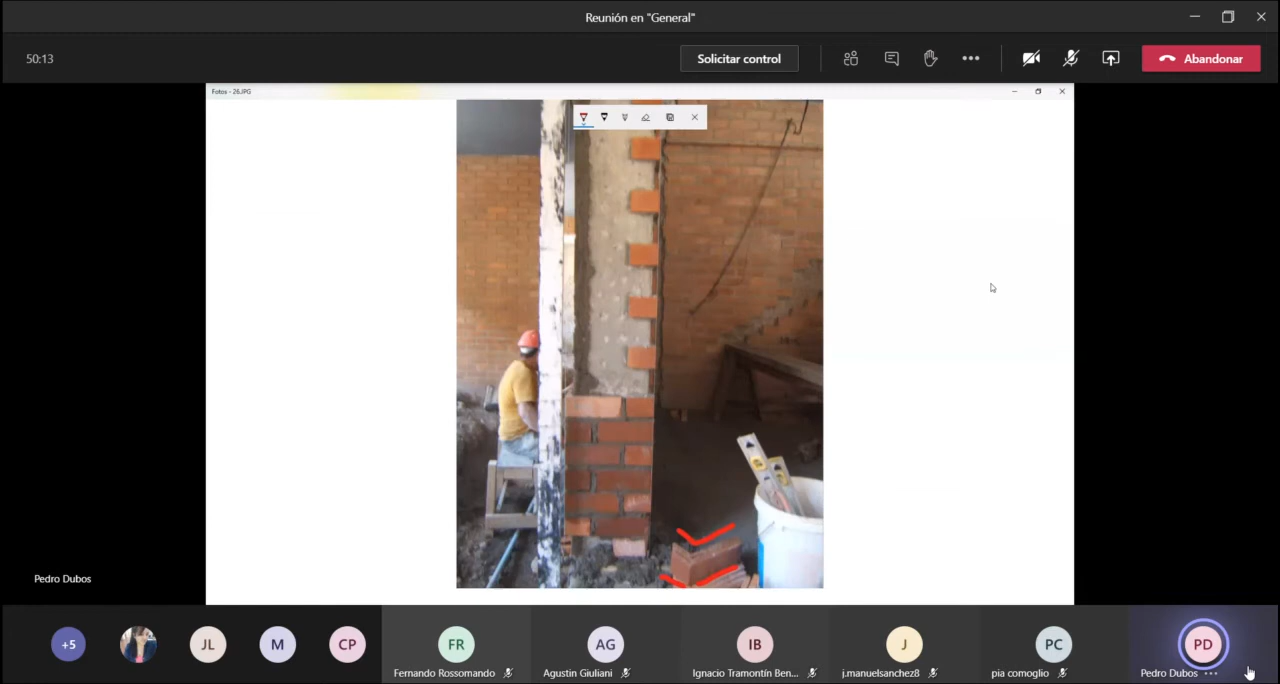 Reunión en "General"
50:13
Solicitar control
Abandonar
Fotos - 26.JPG
Pedro Dubos
+5
JL
M
CP
FR
AG
IB
J
PC
PD
Fernando Rossomando
Agustin Giuliani
Ignacio Tramontín Ben...
j.manuelsanchez8
pia comoglio
Pedro Dubos